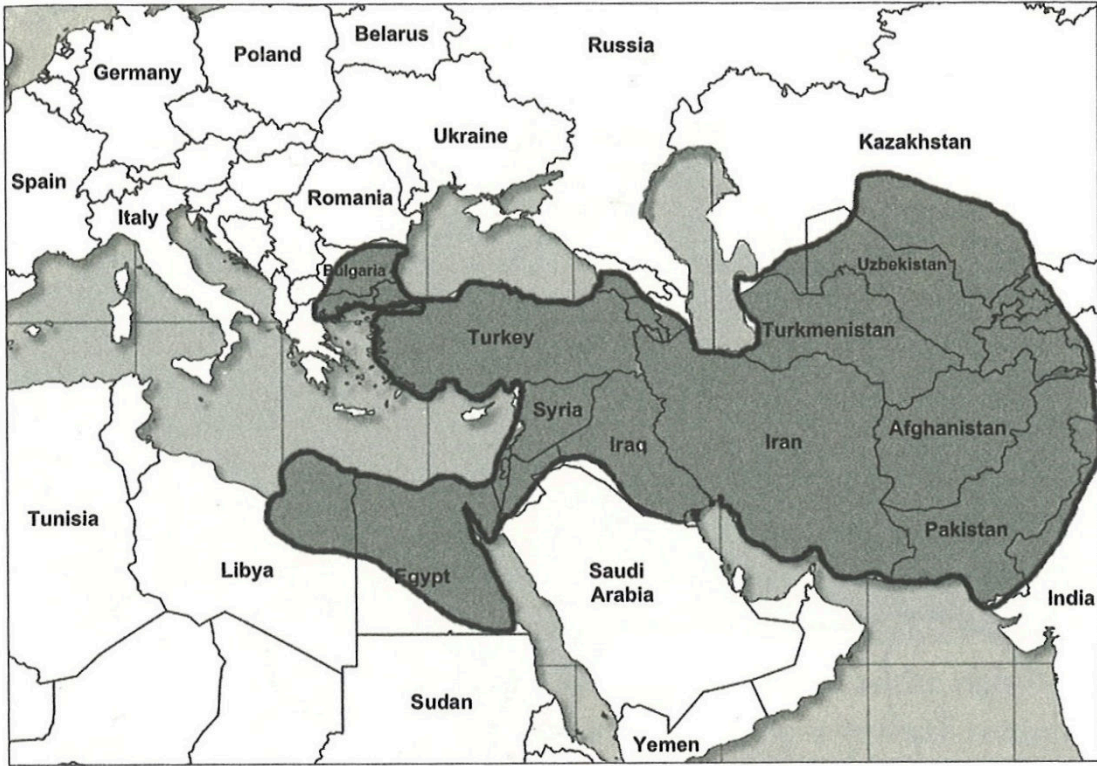 Belarus
Poland
Russia
Germany
Ukraine
Kazakhstan
Spain
Romania
Italy
Bulgaria
Uzbekistan
Turkey
Turkmenistan
Syria
Afghanistan
Iraq
Iran
Tunisia
Pakistan
Libya
Egypt
Saudi
Arabia
India
Sudan
Yemen